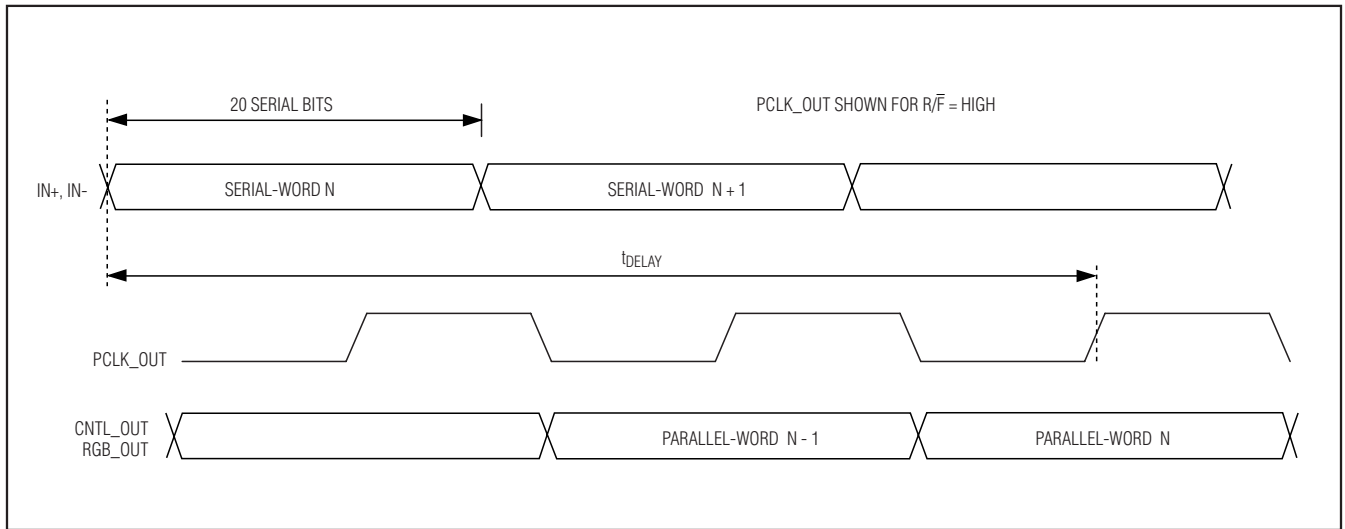 20 SERIAL BITS
PCLK_OUT SHOWN FOR R/F̅ = HIGH
IN+, IN-
SERIAL-WORD N
SERIAL-WORD N + 1
tDELAY
PCLK_OUT
CNTL_OUT
RGB_OUT
PARALLEL-WORD N - 1
PARALLEL-WORD N